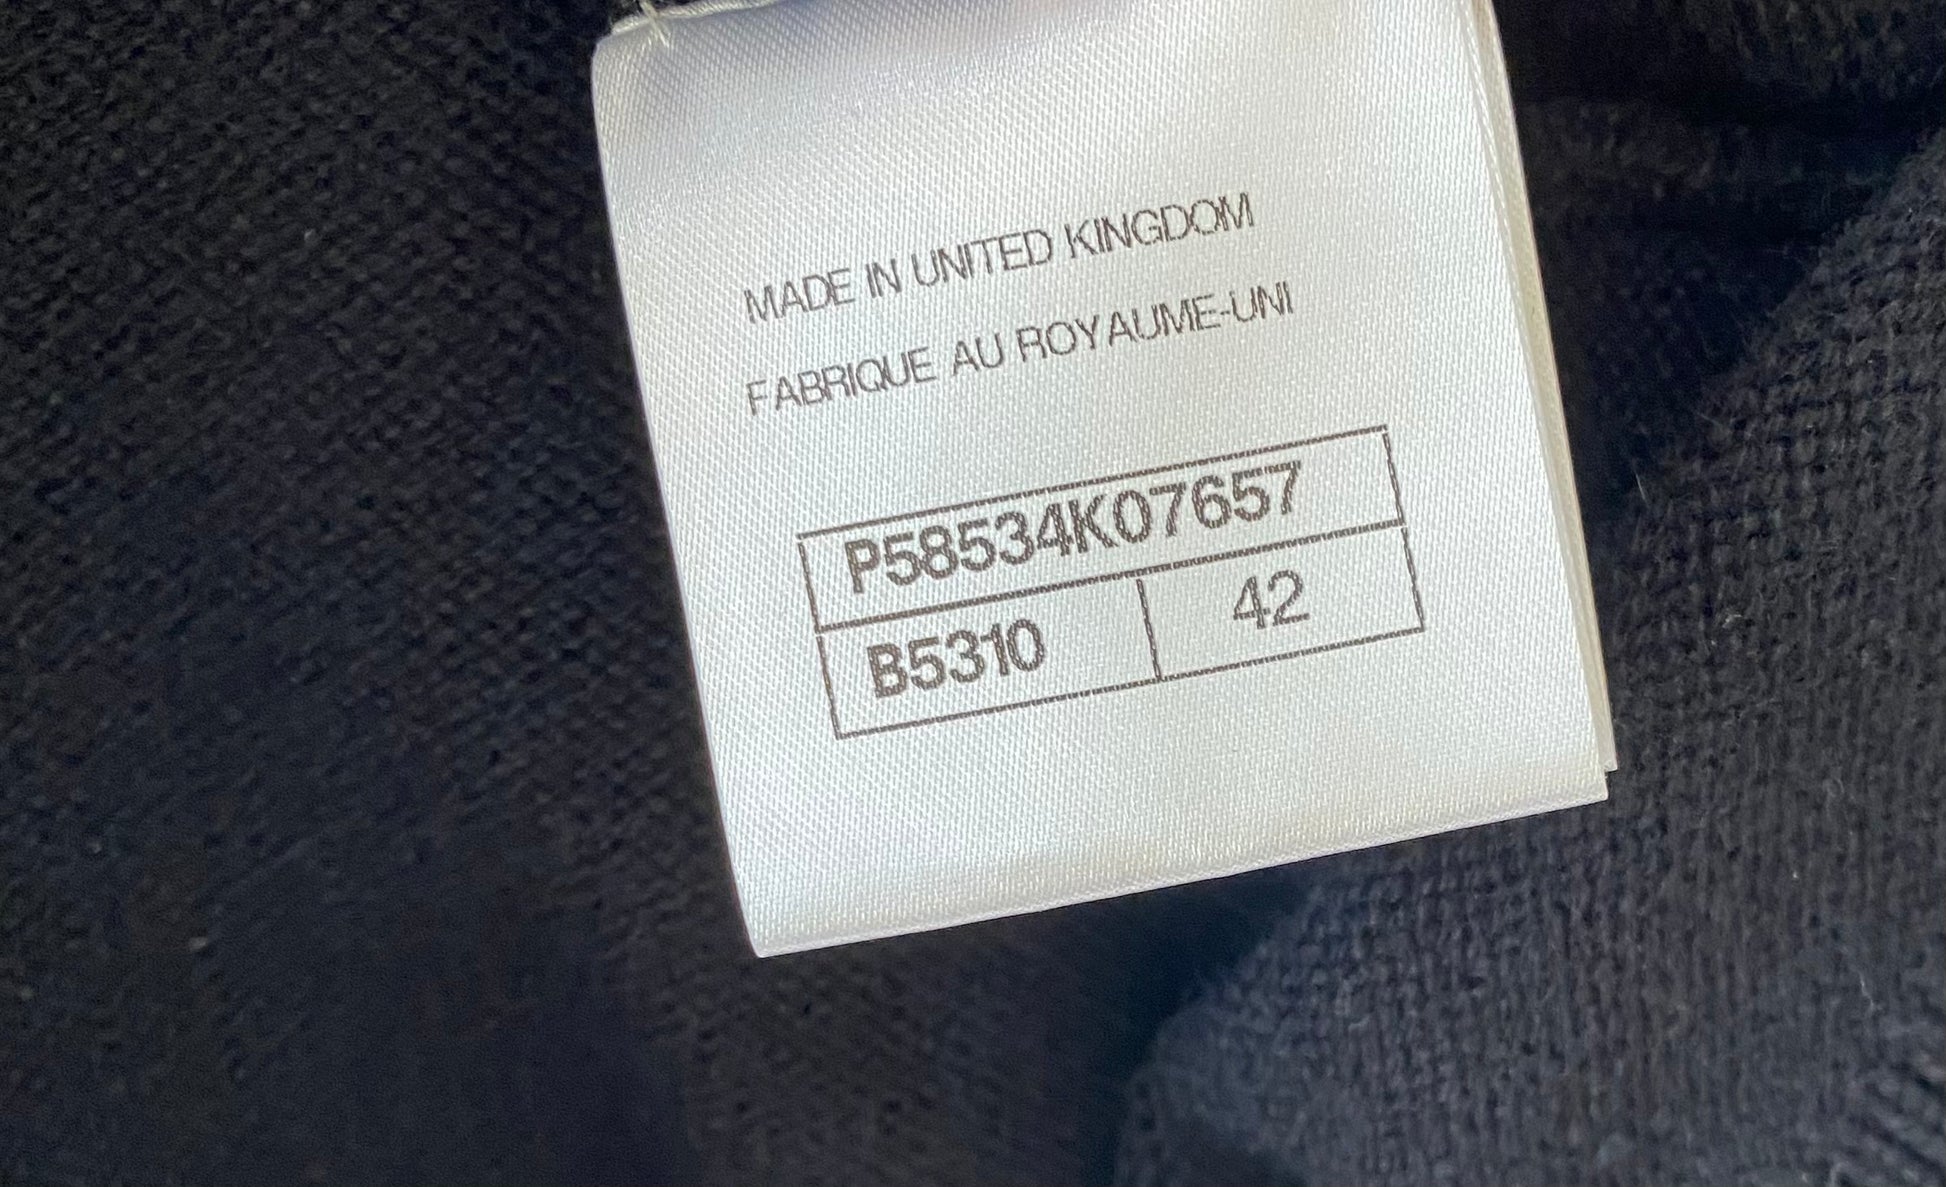 MADE IN UNITED KINGDOM
FABRIQUE AU ROYAUME-UNI
P58534K07657
B5310 42